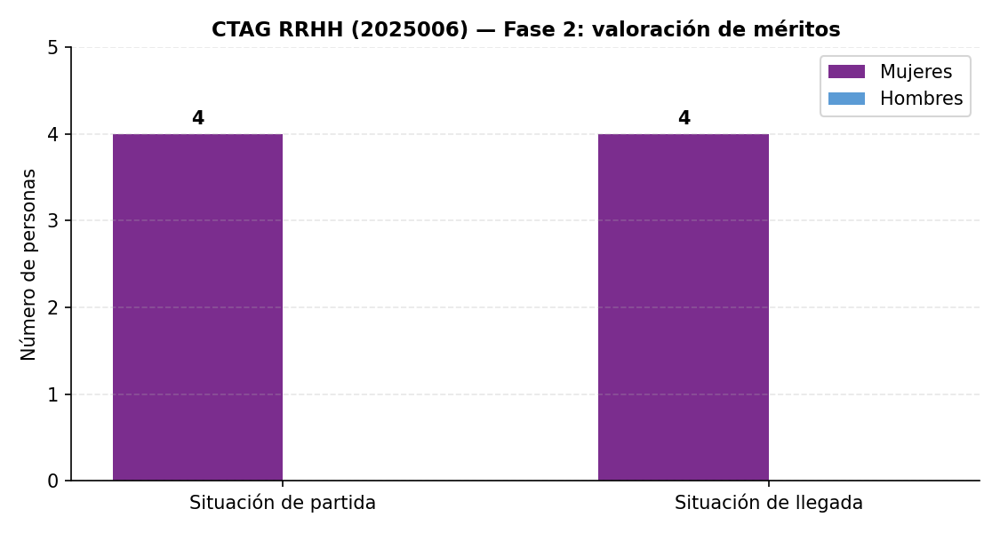 CTAG RRHH (2025006) — Fase 2: valoración de méritos
Mujeres
Hombres
Número de personas
5
4
3
2
1
0
4
4
Situación de partida
Situación de llegada